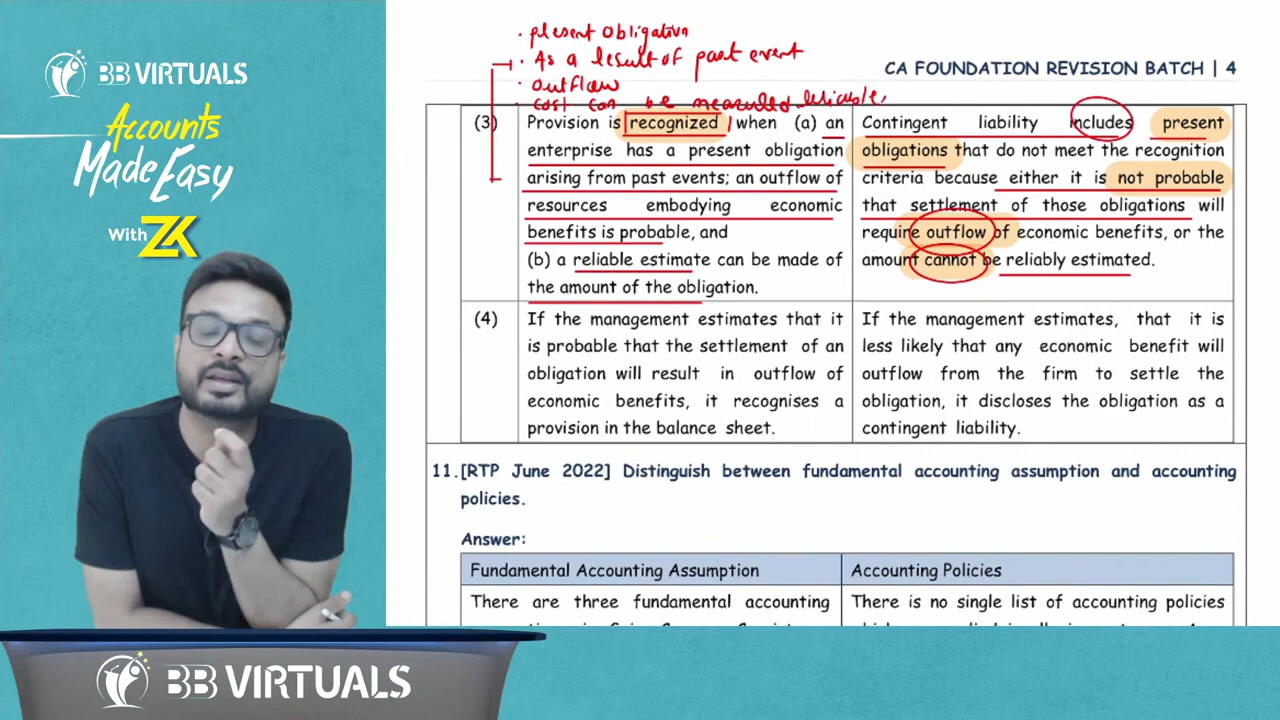 BB VIRTUALS
Accounts
Made Easy
With ZK
• present obligation
• As a result of past event
• outflow
• cost can be measured reliable,
CA FOUNDATION REVISION BATCH | 4
(3) Provision is recognized when (a) an
enterprise has a present obligation
arising from past events; an outflow of
resources embodying economic
benefits is probable, and
(b) a reliable estimate can be made of
the amount of the obligation.
Contingent liability includes present
obligations that do not meet the recognition
criteria because either it is not probable
that settlement of those obligations will
require outflow of economic benefits, or the
amount cannot be reliably estimated.
(4) If the management estimates that it
is probable that the settlement of an
obligation will result in outflow of
economic benefits, it recognises a
provision in the balance sheet.
If the management estimates, that it is
less likely that any economic benefit will
outflow from the firm to settle the
obligation, it discloses the obligation as a
contingent liability.
11. [RTP June 2022] Distinguish between fundamental accounting assumption and accounting
policies.
Answer:
Fundamental Accounting Assumption
Accounting Policies
There are three fundamental accounting
There is no single list of accounting policies
BB VIRTUALS